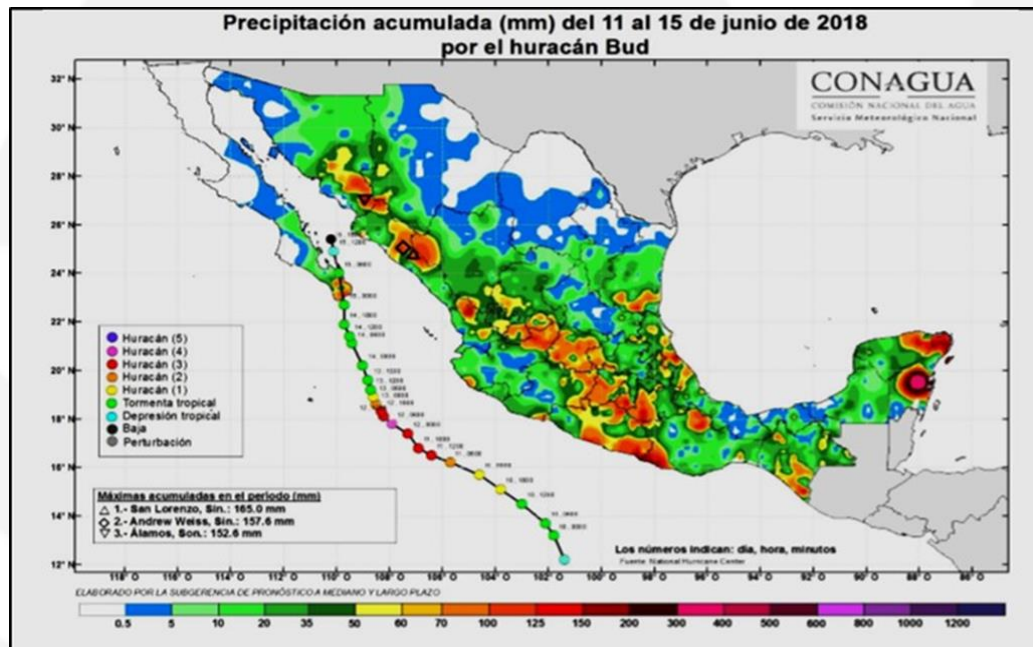 Precipitación acumulada (mm) del 11 al 15 de junio de 2018
por el huracán Bud
CONAGUA
COMISIÓN NACIONAL DEL AGUA
Servicio Meteorológico Nacional
32° N
30° N
28° N
26° N
24° N
22° N
20° N
18° N
16° N
14° N
12° N
Huracán (5)
Huracán (4)
Huracán (3)
Huracán (2)
Huracán (1)
Tormenta tropical
Depresión tropical
Baja
Perturbación
Máximas acumuladas en el período (mm)
1.- San Lorenzo, Sin.: 165.0 mm
2.- Andrew Weiss, Sin.: 157.6 mm
3.- Álamos, Son.: 152.6 mm
Los números indican: día, hora, minutos
Fuente National Hurricane Center
118° O 116° O 114° O 112° O 110° O 108° O 106° O 104° O 102° O 100° O 98° O 96° O 94° O 92° O 90° O 88° O 86° O
ELABORADO POR LA SUBGERENCIA DE PRONÓSTICO A MEDIANO Y LARGO PLAZO
0.5 5 10 20 35 50 60 70 100 125 150 200 300 400 500 600 800 1000 1200